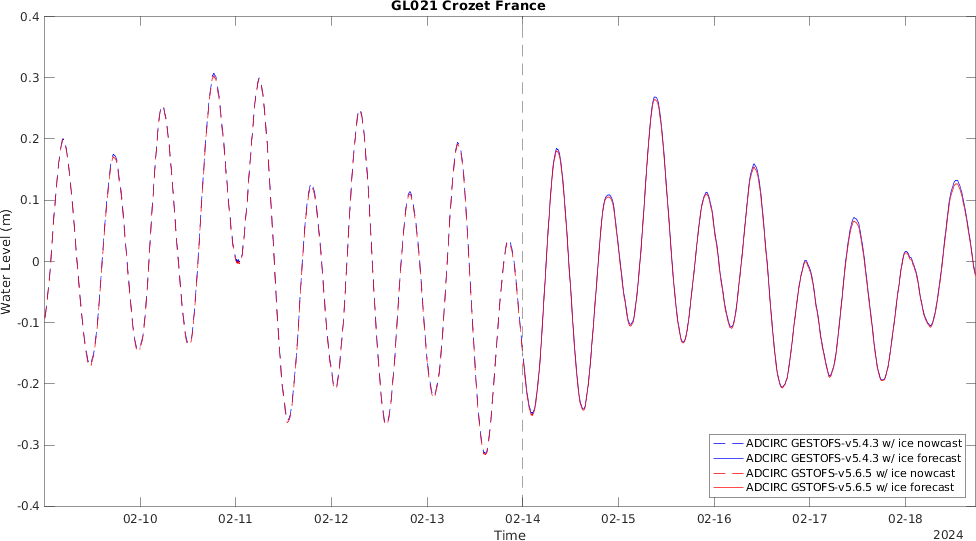 GL021 Crozet France
0.4
0.3
0.2
0.1
0
-0.1
-0.2
-0.3
-0.4
Water Level (m)
ADCIRC GESTOFS-v5.4.3 w/ ice nowcast
ADCIRC GESTOFS-v5.4.3 w/ ice forecast
ADCIRC GSTOFS-v5.6.5 w/ ice nowcast
ADCIRC GSTOFS-v5.6.5 w/ ice forecast
02-10 02-11 02-12 02-13 02-14 02-15 02-16 02-17 02-18
Time
2024